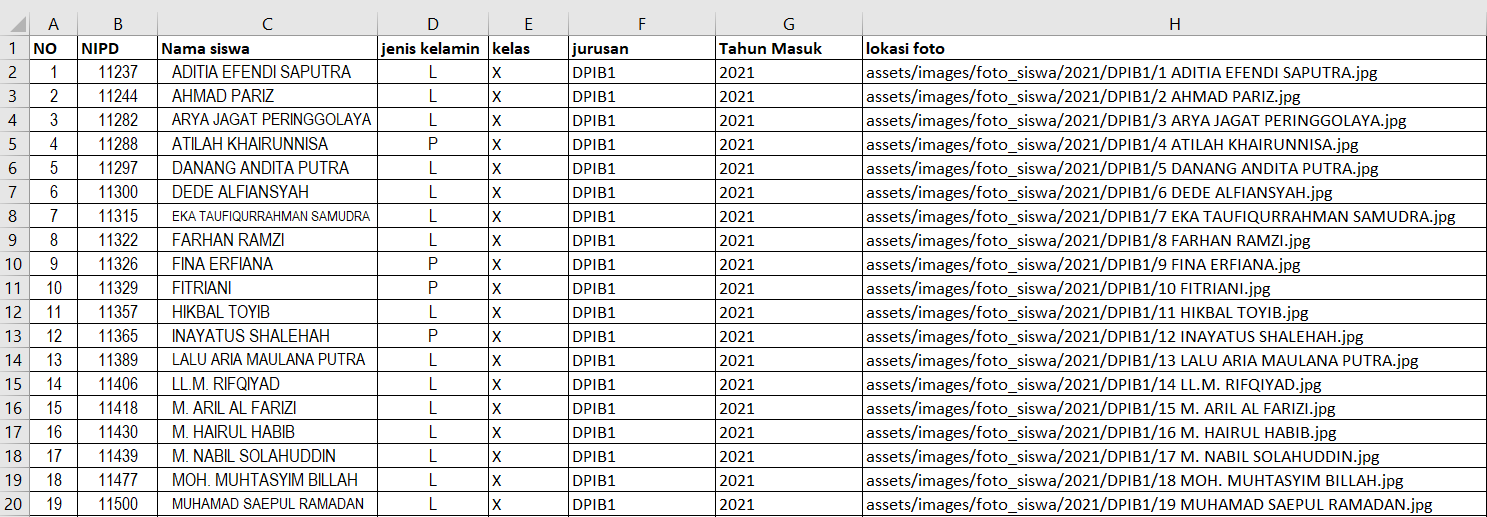 A B C D E F G H
1 NO NIPD Nama siswa jenis kelamin kelas jurusan Tahun Masuk lokasi foto
2 1 11237 ADITIA EFENDI SAPUTRA L X DPIB1 2021 assets/images/foto_siswa/2021/DPIB1/1 ADITIA EFENDI SAPUTRA.jpg
3 2 11244 AHMAD PARIZ L X DPIB1 2021 assets/images/foto_siswa/2021/DPIB1/2 AHMAD PARIZ.jpg
4 3 11282 ARYA JAGAT PERINGGOLAYA L X DPIB1 2021 assets/images/foto_siswa/2021/DPIB1/3 ARYA JAGAT PERINGGOLAYA.jpg
5 4 11288 ATILAH KHAIRUNNISA P X DPIB1 2021 assets/images/foto_siswa/2021/DPIB1/4 ATILAH KHAIRUNNISA.jpg
6 5 11297 DANANG ANDITA PUTRA L X DPIB1 2021 assets/images/foto_siswa/2021/DPIB1/5 DANANG ANDITA PUTRA.jpg
7 6 11300 DEDE ALFIANSYAH L X DPIB1 2021 assets/images/foto_siswa/2021/DPIB1/6 DEDE ALFIANSYAH.jpg
8 7 11315 EKA TAUFIQURRAHMAN SAMUDRA L X DPIB1 2021 assets/images/foto_siswa/2021/DPIB1/7 EKA TAUFIQURRAHMAN SAMUDRA.jpg
9 8 11322 FARHAN RAMZI L X DPIB1 2021 assets/images/foto_siswa/2021/DPIB1/8 FARHAN RAMZI.jpg
10 9 11326 FINA ERFIANA P X DPIB1 2021 assets/images/foto_siswa/2021/DPIB1/9 FINA ERFIANA.jpg
11 10 11329 FITRIANI P X DPIB1 2021 assets/images/foto_siswa/2021/DPIB1/10 FITRIANI.jpg
12 11 11357 HIKBAL TOYIB L X DPIB1 2021 assets/images/foto_siswa/2021/DPIB1/11 HIKBAL TOYIB.jpg
13 12 11365 INAYATUS SHALEHAH P X DPIB1 2021 assets/images/foto_siswa/2021/DPIB1/12 INAYATUS SHALEHAH.jpg
14 13 11389 LALU ARIA MAULANA PUTRA L X DPIB1 2021 assets/images/foto_siswa/2021/DPIB1/13 LALU ARIA MAULANA PUTRA.jpg
15 14 11406 LL.M. RIFQIYAD L X DPIB1 2021 assets/images/foto_siswa/2021/DPIB1/14 LL.M. RIFQIYAD.jpg
16 15 11418 M. ARIL AL FARIZI L X DPIB1 2021 assets/images/foto_siswa/2021/DPIB1/15 M. ARIL AL FARIZI.jpg
17 16 11430 M. HAIRUL HABIB L X DPIB1 2021 assets/images/foto_siswa/2021/DPIB1/16 M. HAIRUL HABIB.jpg
18 17 11439 M. NABIL SOLAHUDDIN L X DPIB1 2021 assets/images/foto_siswa/2021/DPIB1/17 M. NABIL SOLAHUDDIN.jpg
19 18 11477 MOH. MUHTASYIM BILLAH L X DPIB1 2021 assets/images/foto_siswa/2021/DPIB1/18 MOH. MUHTASYIM BILLAH.jpg
20 19 11500 MUHAMAD SAEPUL RAMADAN L X DPIB1 2021 assets/images/foto_siswa/2021/DPIB1/19 MUHAMAD SAEPUL RAMADAN.jpg